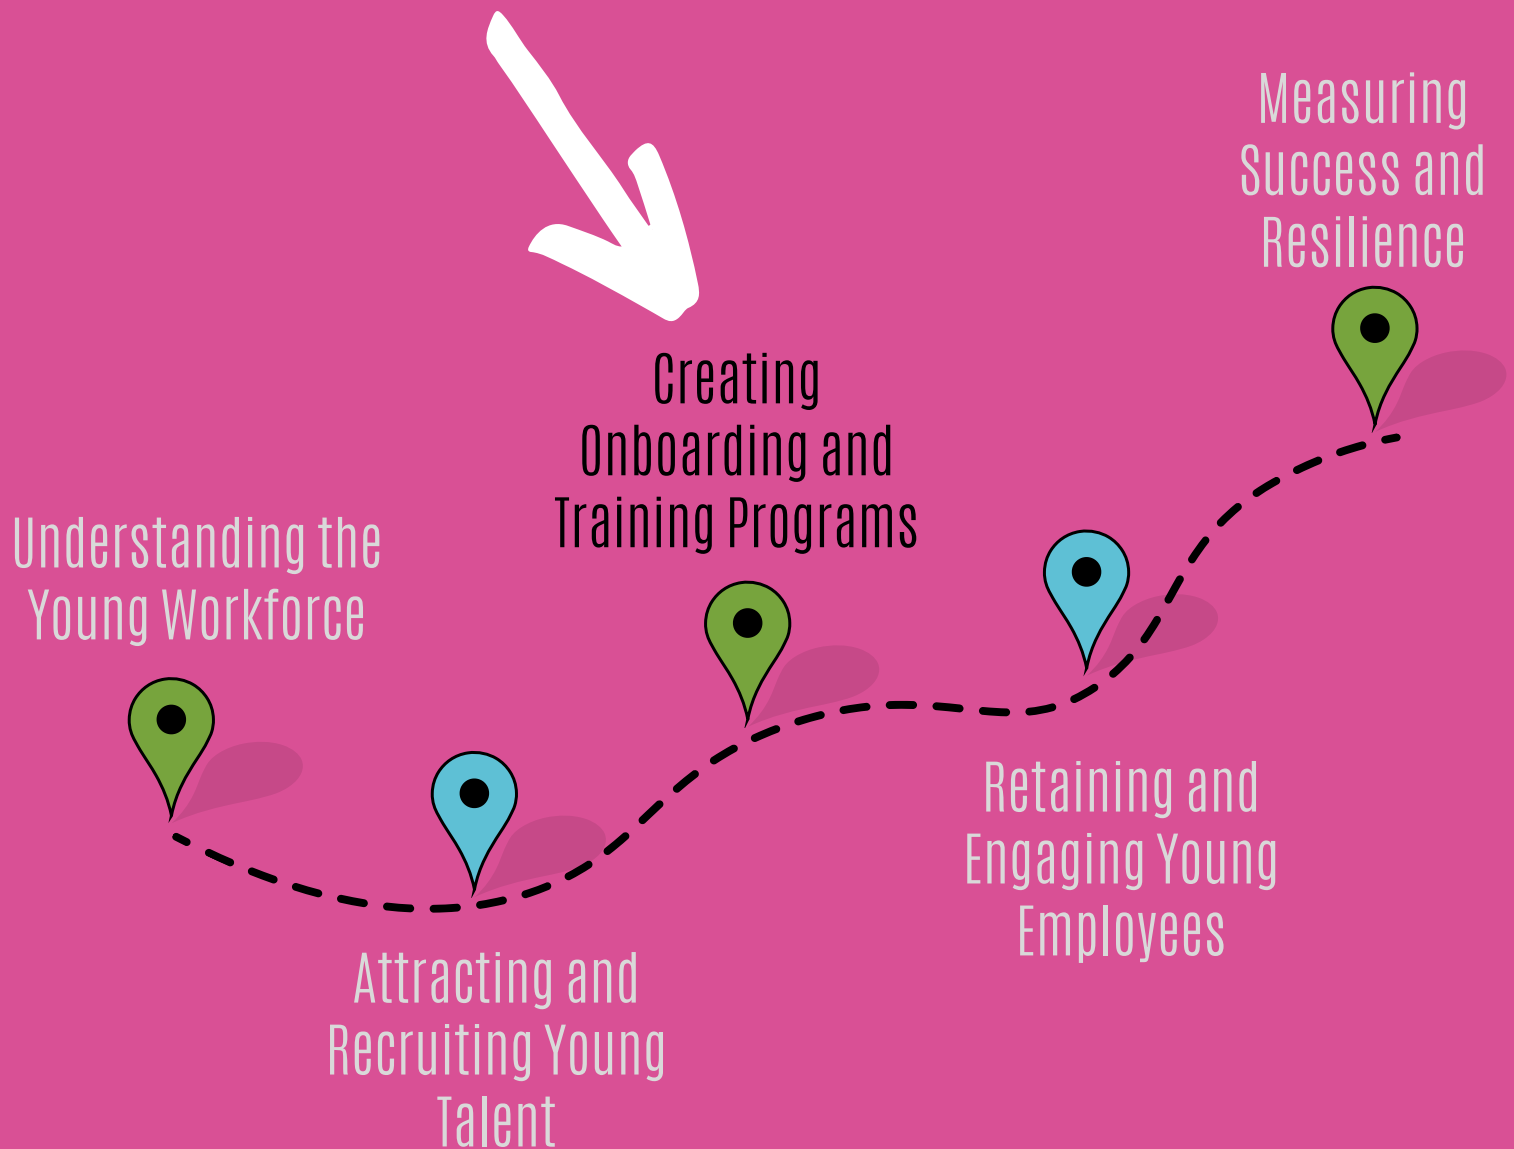 Understanding the
Young Workforce
Attracting and
Recruiting Young
Talent
Creating
Onboarding and
Training Programs
Retaining and
Engaging Young
Employees
Measuring
Success and
Resilience